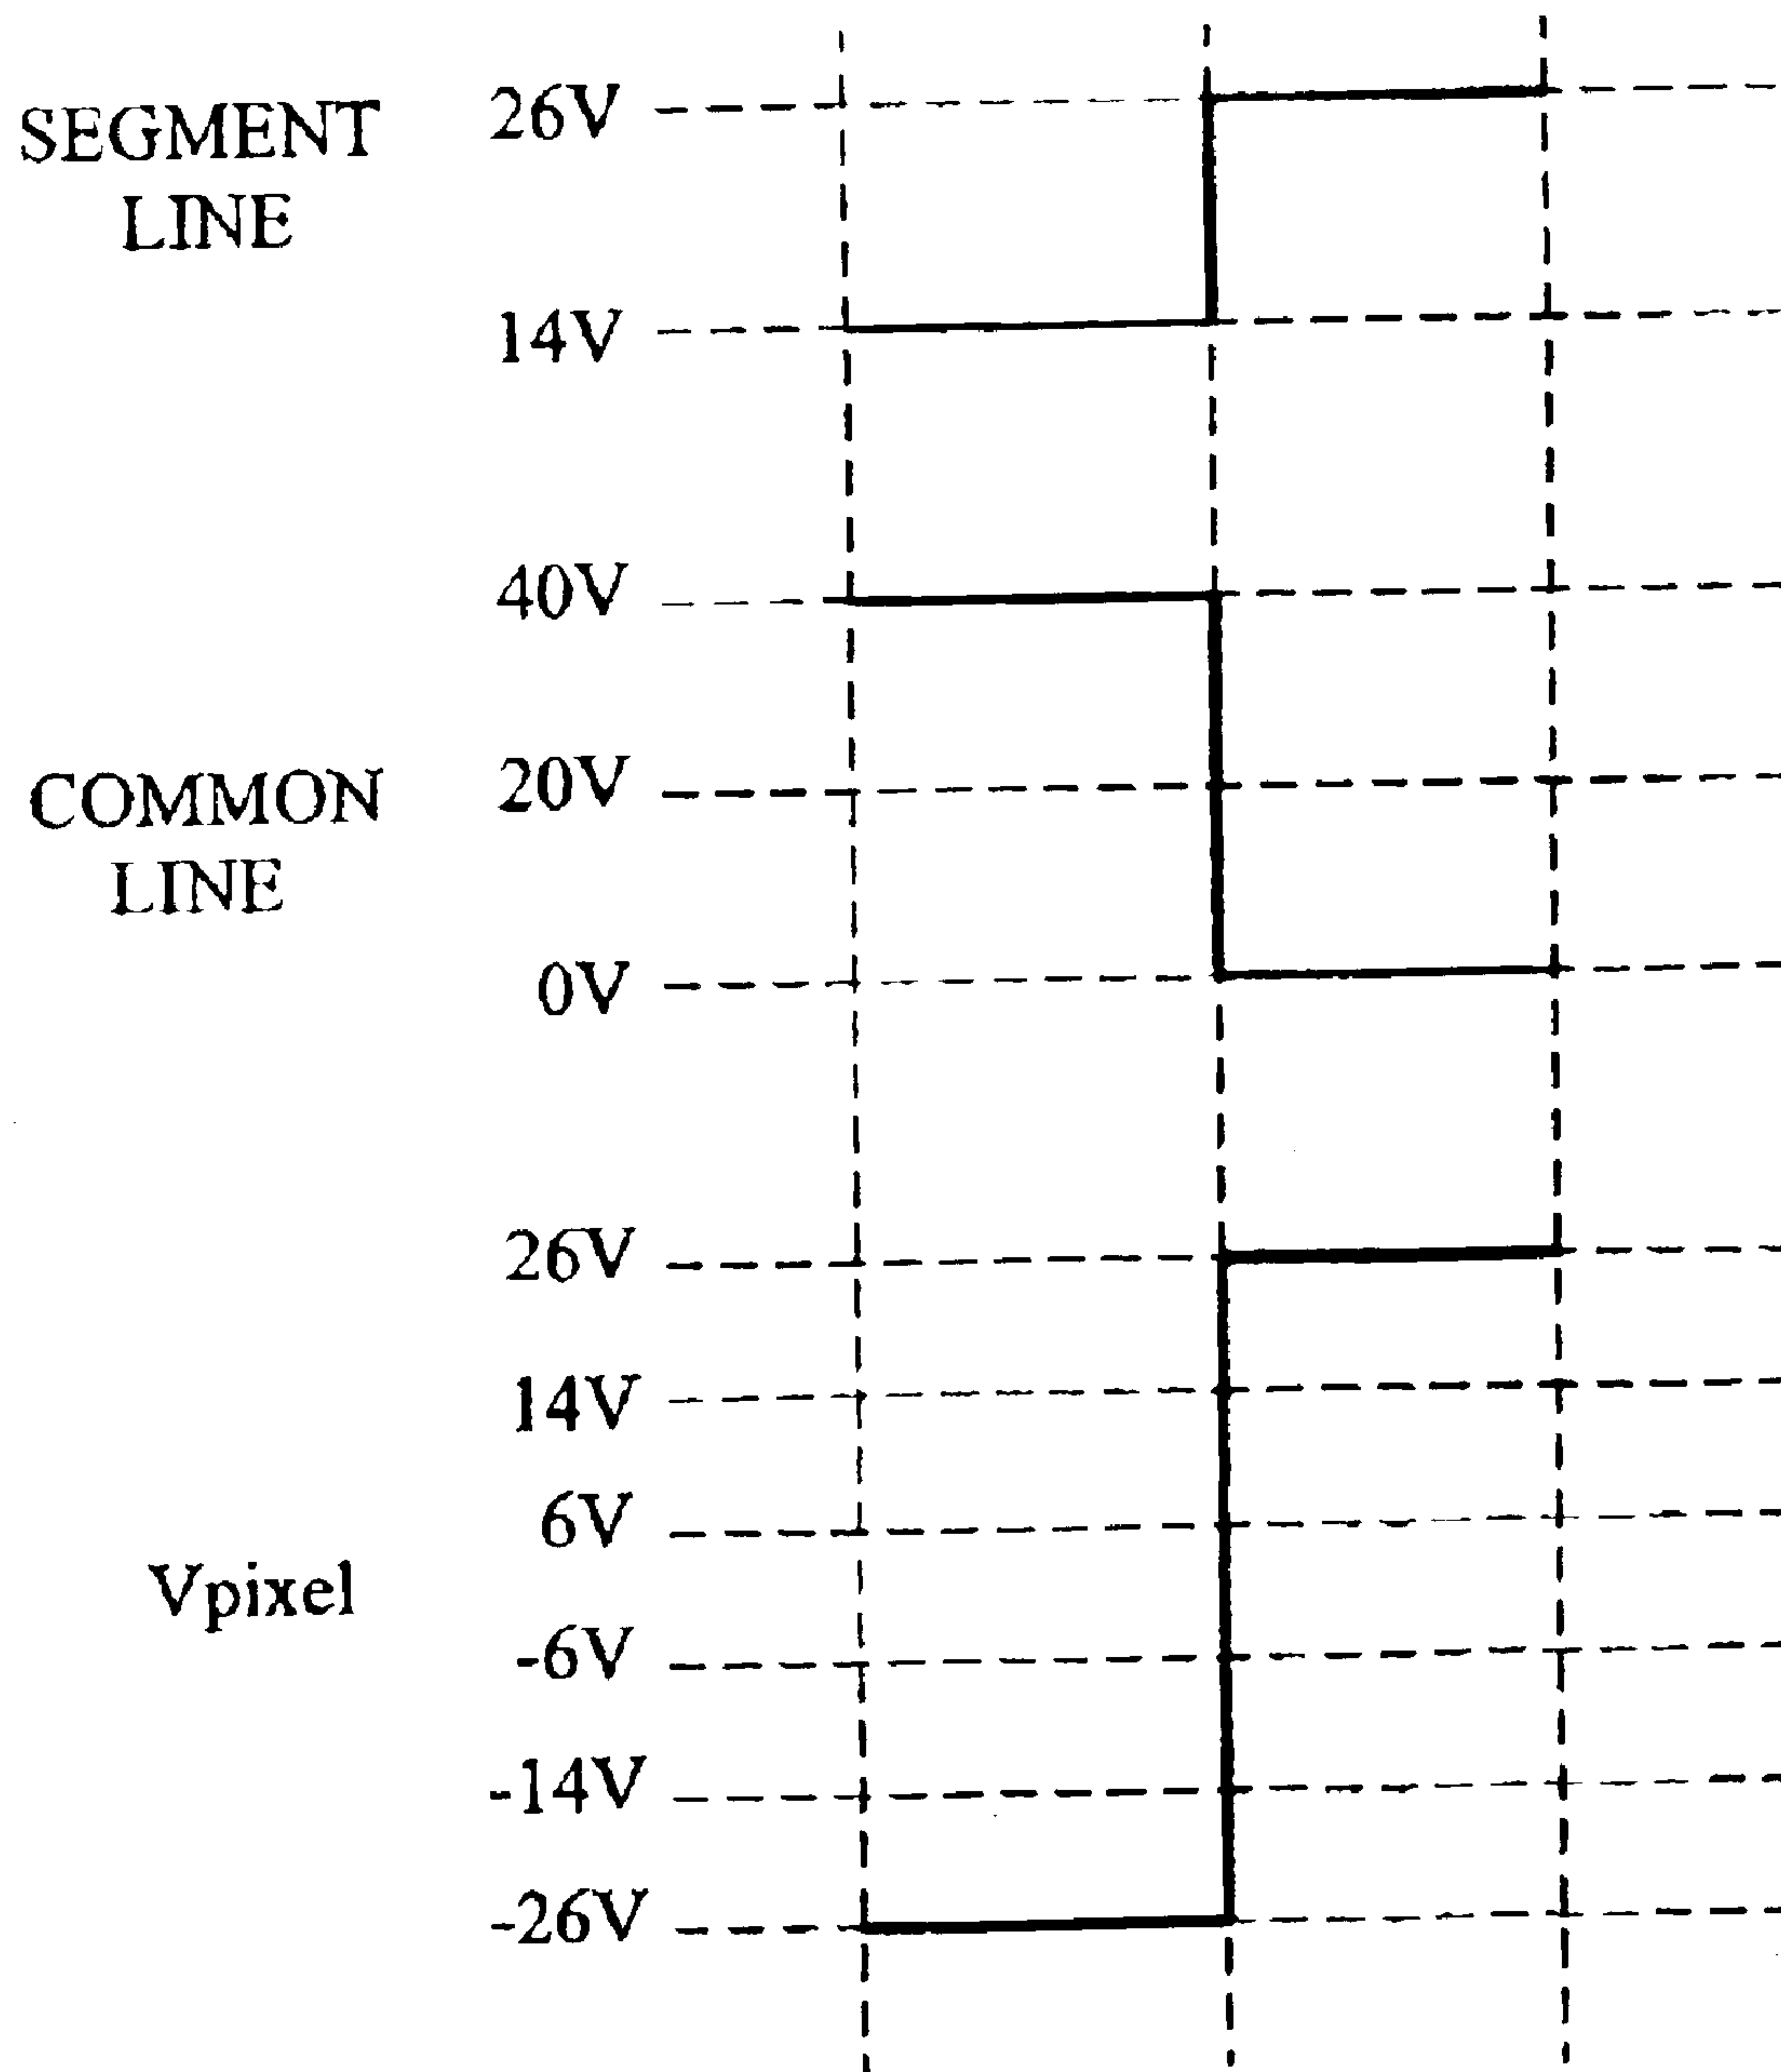 SEGMENT
LINE
26V
14V
COMMON
LINE
40V
20V
0V
Vpixel
26V
14V
6V
-6V
-14V
-26V